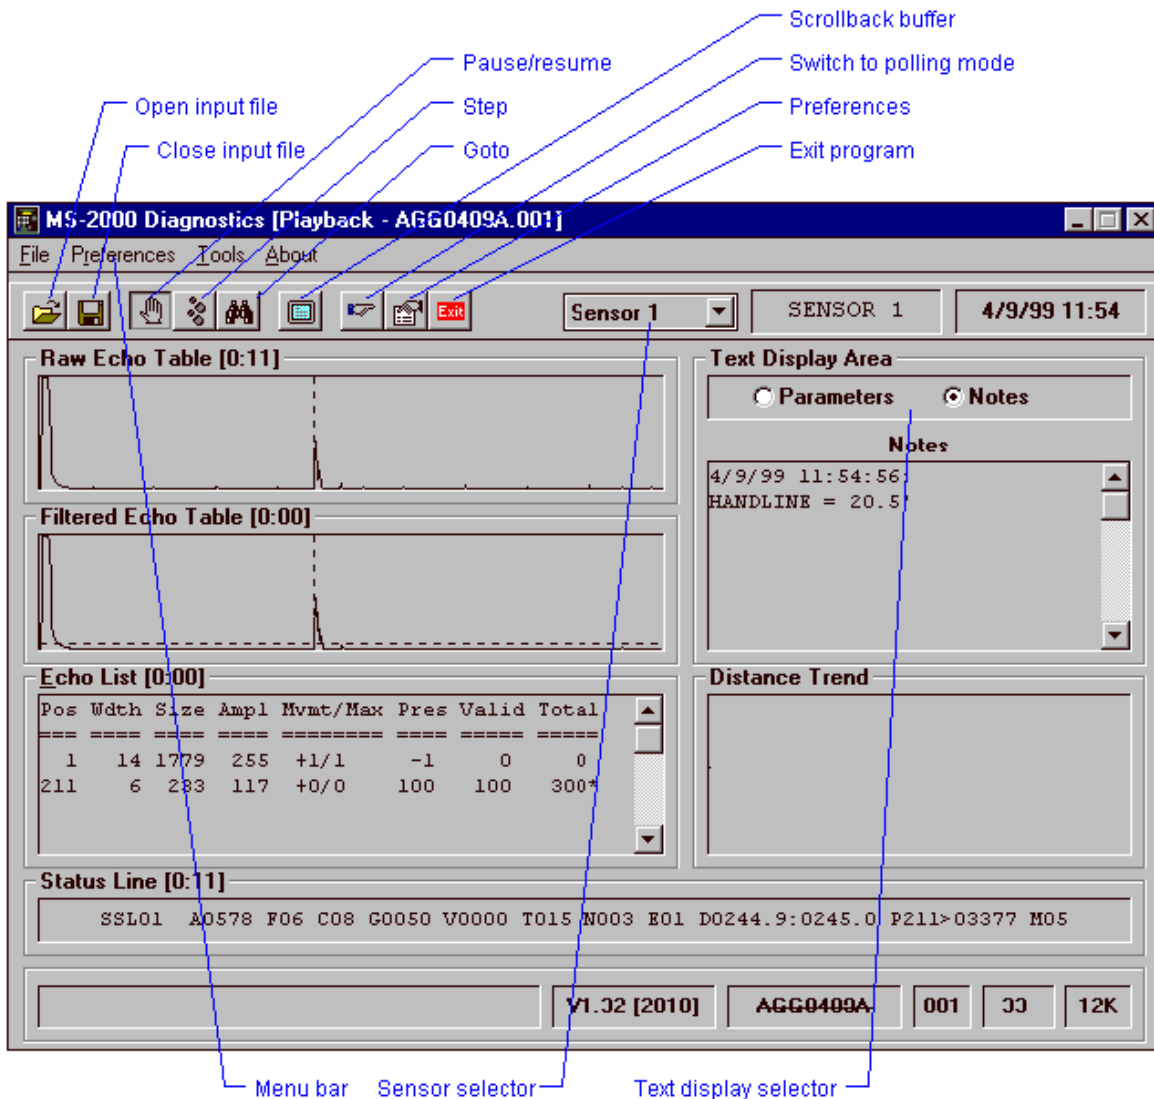 Scrollback buffer
Pause/resume
Switch to polling mode
Open input file
Step
Preferences
Close input file
Goto
Exit program
MS-2000 Diagnostics [Playback - AGG0409A.001]
File Preferences Tools About
Exit
Sensor 1
SENSOR 1
4/9/99 11:54
Raw Echo Table [0:11]
Text Display Area
Parameters Notes
Notes
4/9/99 11:54:56:
HANDLINE = 20.5'
Filtered Echo Table [0:00]
Echo List [0:00]
Pos Wdth Size Ampl Mvmt/Max Pres Valid Total
=== ==== ==== ==== ======== ==== ===== =====
1 14 1779 255 +1/1 -1 0 0
211 6 283 117 +0/0 100 100 300*
Distance Trend
Status Line [0:11]
SSL01 A0578 F06 C08 G0050 V0000 T015 N003 E01 D0244.9:0245.0 P211>03377 M05
V1.02 [2010] AGG0409A 001 12K
Menu bar Sensor selector Text display selector